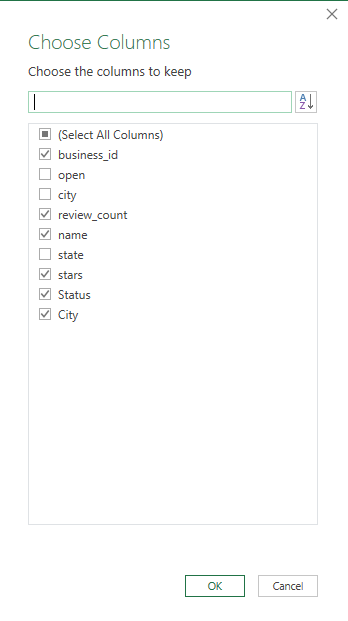 Choose Columns
Choose the columns to keep
A
Z
(Select All Columns)
business_id
open
city
review_count
name
state
stars
Status
City
OK Cancel